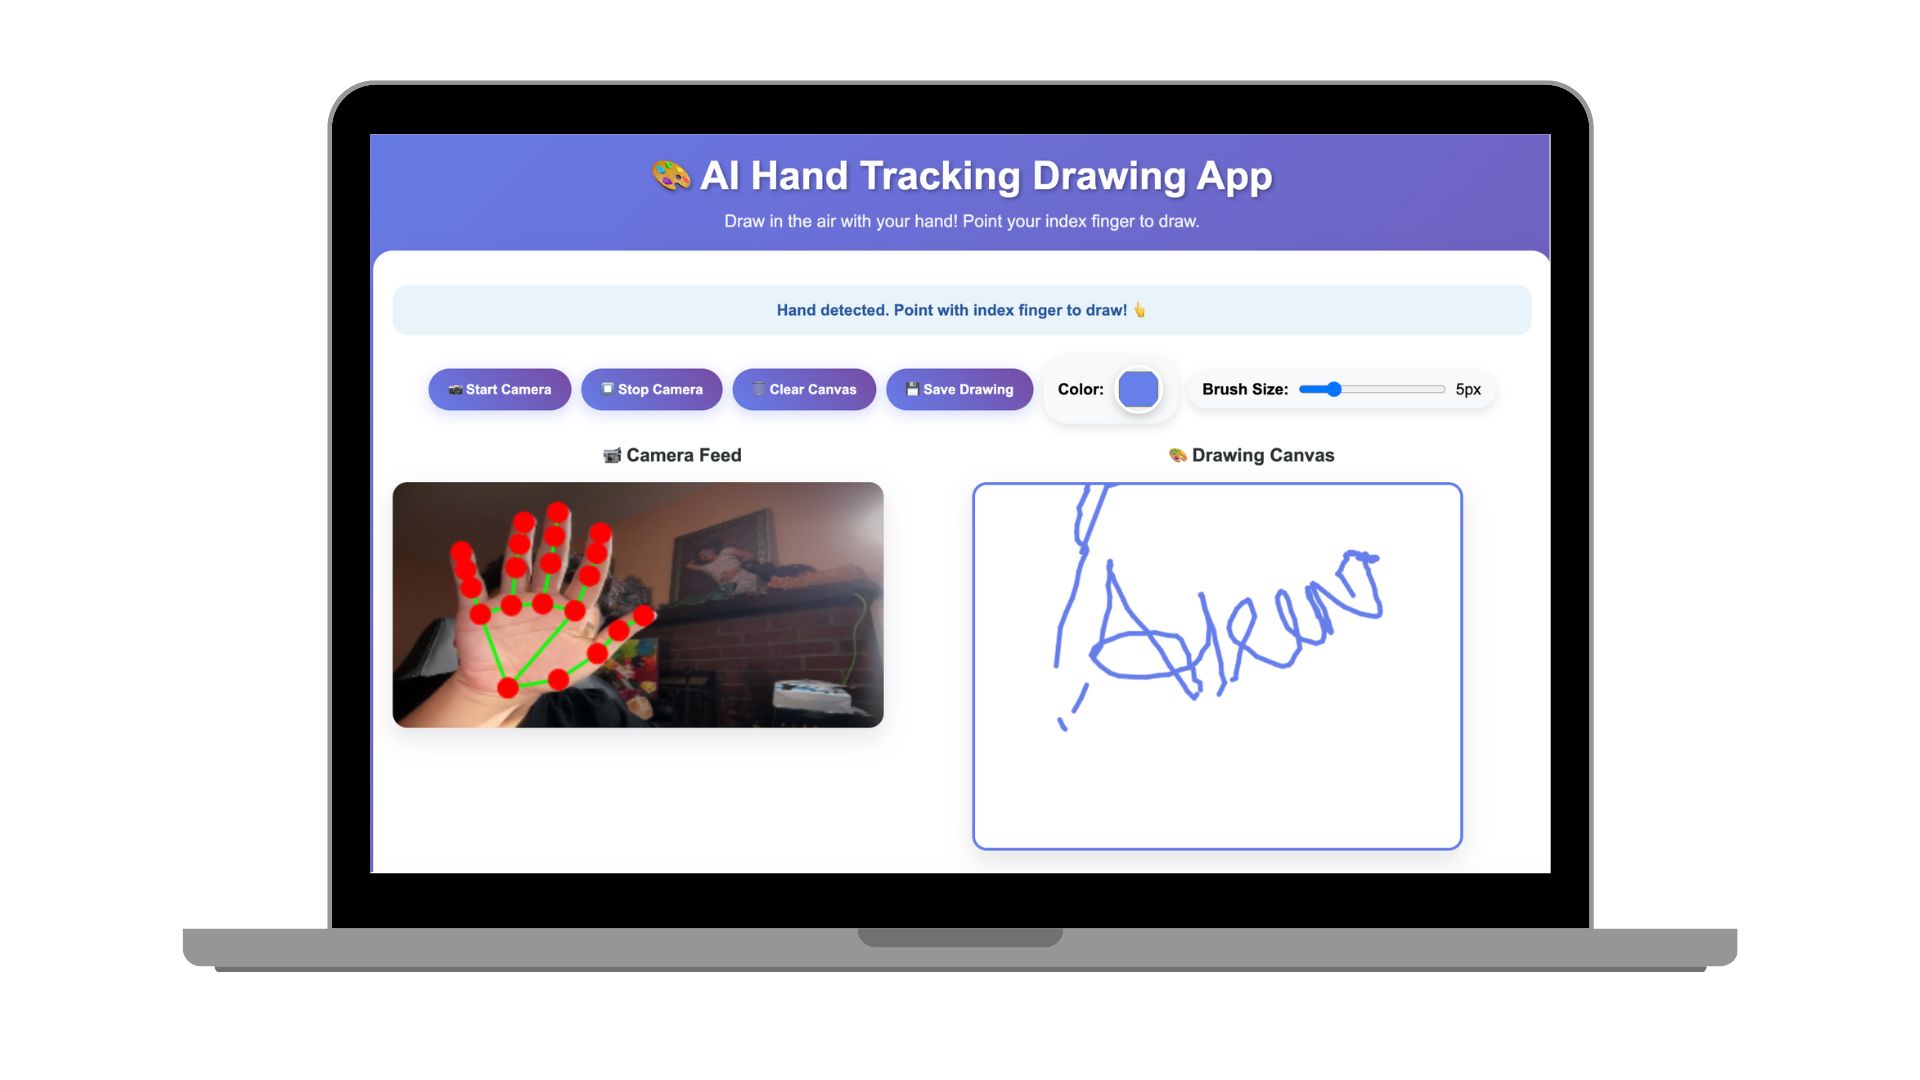 🎨 AI Hand Tracking Drawing App
Draw in the air with your hand! Point your index finger to draw.
Hand detected. Point with index finger to draw! 👆
📷 Start Camera
⏹️ Stop Camera
🗑️ Clear Canvas
💾 Save Drawing
Color:
Brush Size: 5px
📹 Camera Feed
🎨 Drawing Canvas